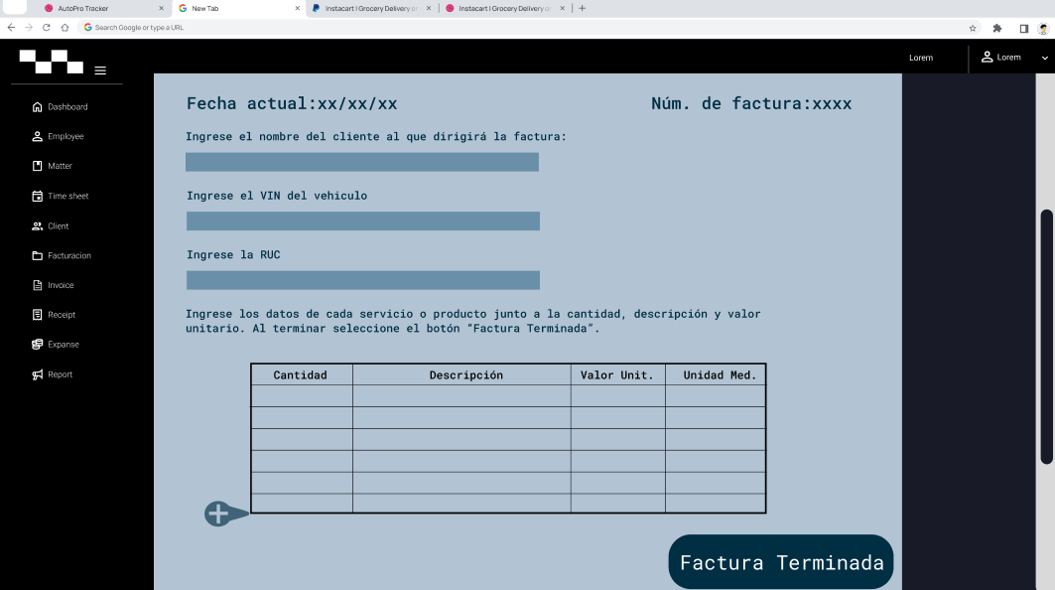 AutoPro Tracker
New Tab
Instacart | Grocery Delivery or
Instacart | Grocery Delivery or
Search Google or type a URL
Lorem
Lorem
Dashboard
Employee
Matter
Time sheet
Client
Facturacion
Invoice
Receipt
Expanse
Report
Fecha actual:xx/xx/xx
Núm. de factura:xxxx
Ingrese el nombre del cliente al que dirigirá la factura:
Ingrese el VIN del vehiculo
Ingrese la RUC
Ingrese los datos de cada servicio o producto junto a la cantidad, descripción y valor
unitario. Al terminar seleccione el botón “Factura Terminada”.
Cantidad Descripción Valor Unit. Unidad Med.
Factura Terminada